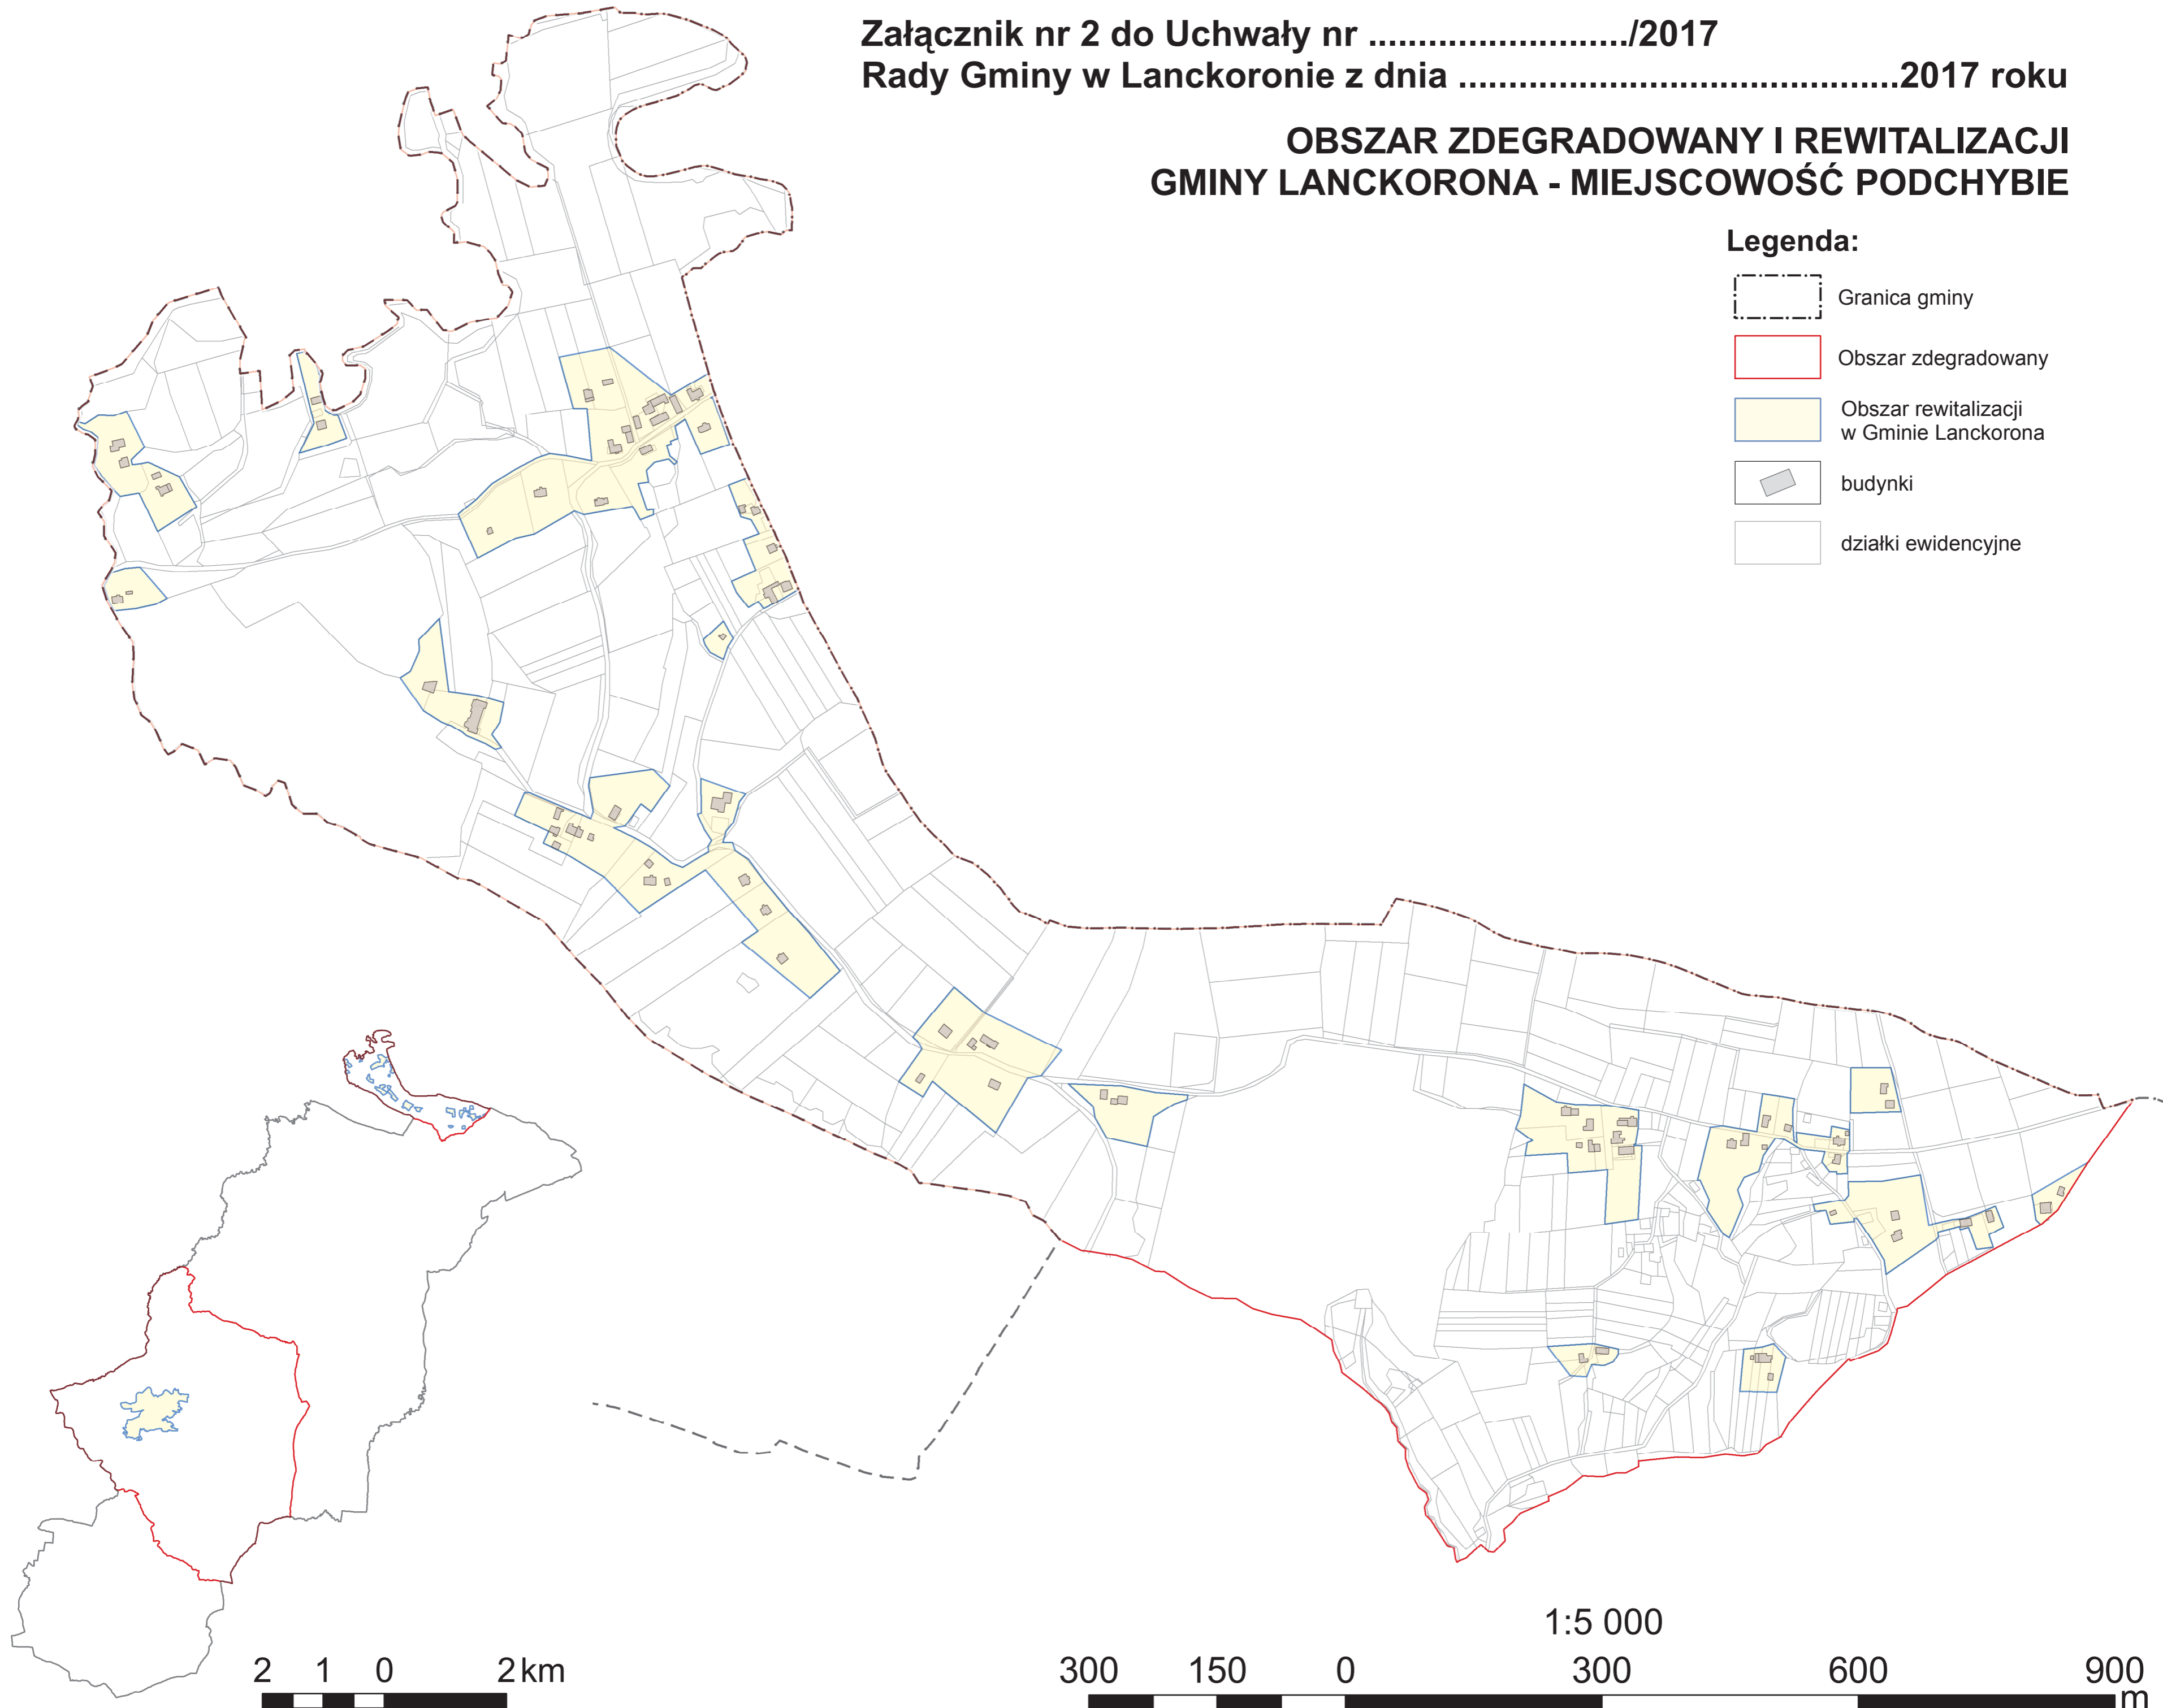 Załącznik nr 2 do Uchwały nr ........................../2017
Rady Gminy w Lanckoronie z dnia ............................................2017 roku
OBSZAR ZDEGRADOWANY I REWITALIZACJI
GMINY LANCKORONA - MIEJSCOWOŚĆ PODCHYBIE
Legenda:
Granica gminy
Obszar zdegradowany
Obszar rewitalizacji
w Gminie Lanckorona
budynki
działki ewidencyjne
1:5 000
2 1 0 2 km
300 150 0 300 600 900
m